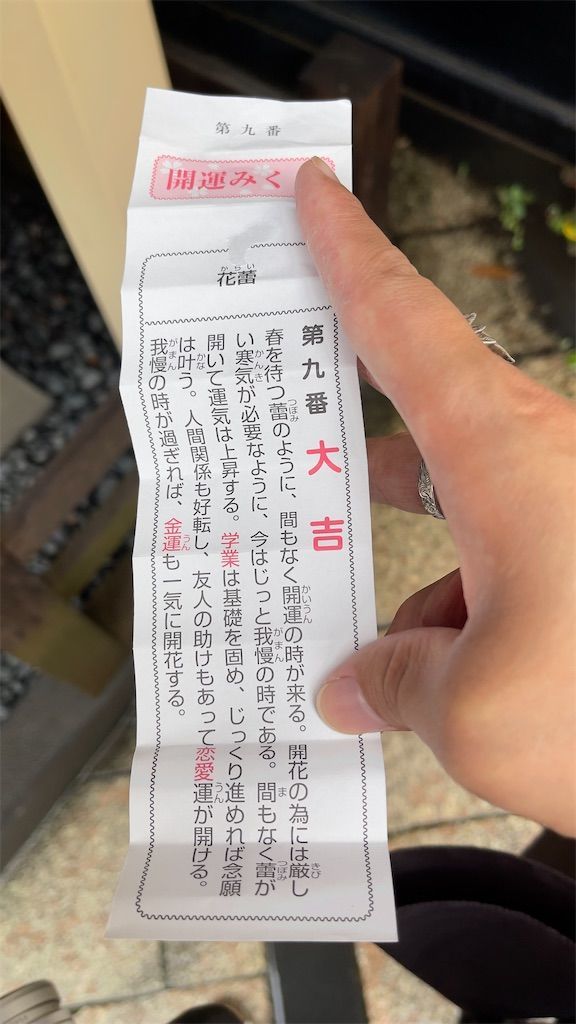 第九番
開運みく
花蕾
第九番 大吉
春を待つ蕾のように、間もなく開運の時が来る。開花の為には厳し
い寒気が必要なように、今はじっと我慢の時である。間もなく蕾が
開いて運気は上昇する。学業は基礎を固め、じっくり進めれば念願
は叶う。人間関係も好転し、友人の助けもあって恋愛運が開ける。
我慢の時が過ぎれば、金運も一気に開花する。